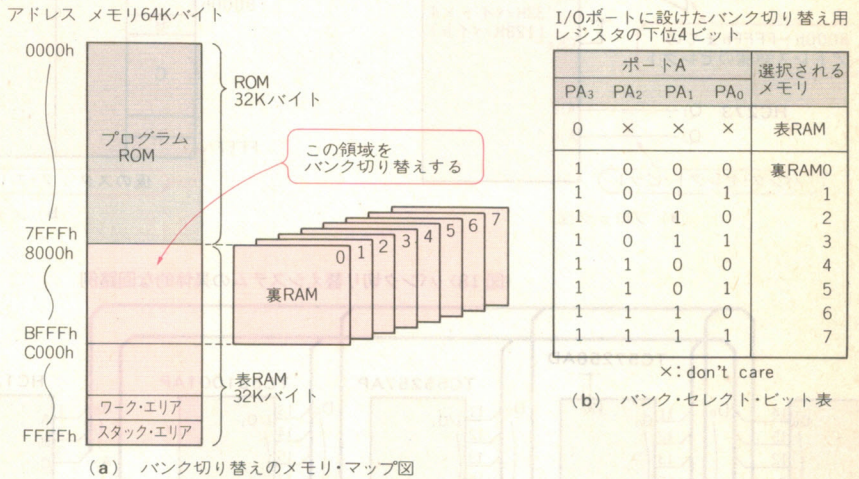 アドレス メモリ64Kバイト
0000h
プログラム
ROM
7FFFh
8000h
BFFFh
C000h
ワーク・エリア
スタック・エリア
FFFFh
ROM
32Kバイト
この領域を
バンク切り替えする
0 1 2 3 4 5 6 7
裏RAM
表RAM
32Kバイト
(a) バンク切り替えのメモリ・マップ図
I/Oポートに設けたバンク切り替え用
レジスタの下位4ビット
ポートA 選択される
メモリ
PA3 PA2 PA1 PA0
0 × × × 表RAM
1 0 0 0 裏RAM0
1 0 0 1 1
1 0 1 0 2
1 0 1 1 3
1 1 0 0 4
1 1 0 1 5
1 1 1 0 6
1 1 1 1 7
×:don't care
(b) バンク・セレクト・ビット表